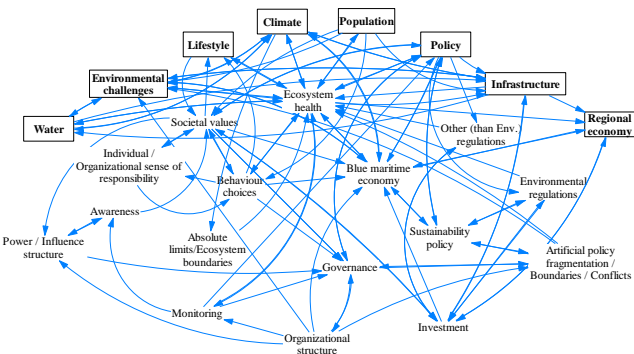 Climate
Population
Lifestyle
Policy
Environmental
challenges
Infrastructure
Ecosystem
health
Water
Societal values
Other (than Env.)
regulations
Regional
economy
Individual /
Organizational sense of
responsibility
Behaviour
choices
Blue maritime
economy
Environmental
regulations
Awareness
Power / Influence
structure
Absolute
limits/Ecosystem
boundaries
Sustainability
policy
Governance
Artificial policy
fragmentation /
Boundaries / Conflicts
Monitoring
Organizational
structure
Investment